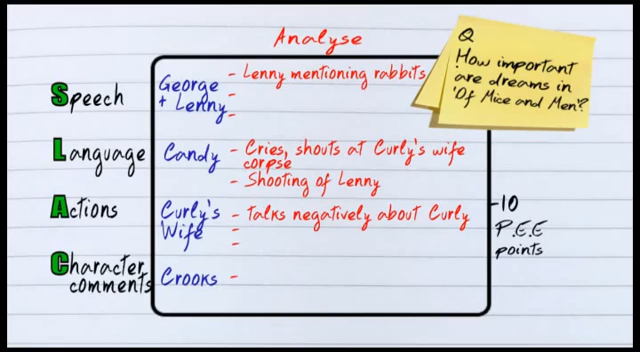 Analyse
Q
How important
are dreams in
'Of Mice and Men'?
Speech
Language
Actions
Character
comments
George
+ Lenny
- Lenny mentioning rabbits
-
-
Candy
- Cries, shouts at Curly's wife
corpse
- Shooting of Lenny
Curly's
Wife
- Talks negatively about Curly
-
-
Crooks
-
-10
P.E.E
points